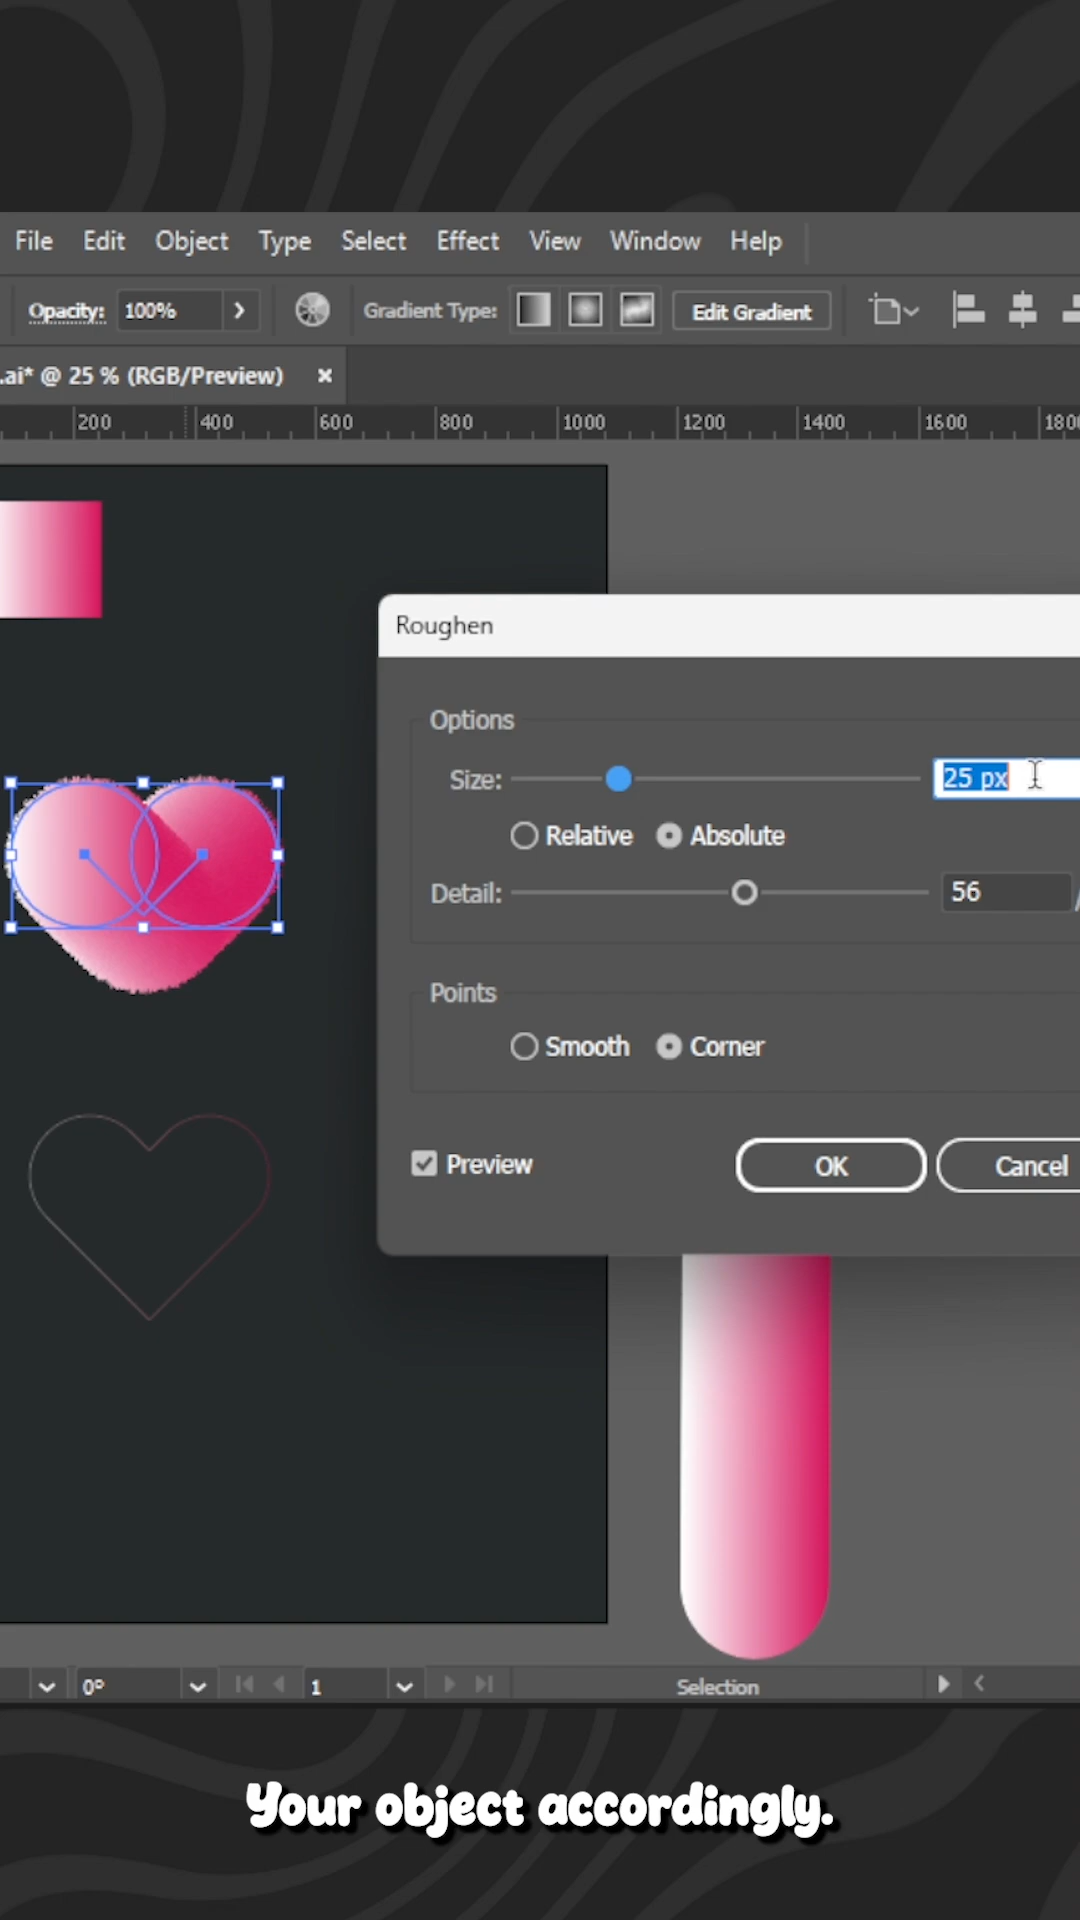 File Edit Object Type Select Effect View Window Help
Opacity: 100% Gradient Type: Edit Gradient
.ai* @ 25 % (RGB/Preview) ×
200 400 600 800 1000 1200 1400 1600 1800
Roughen
Options
Size: 25 px
Relative Absolute
Detail: 56
Points
Smooth Corner
Preview OK Cancel
0° 1 Selection
Your object accordingly.